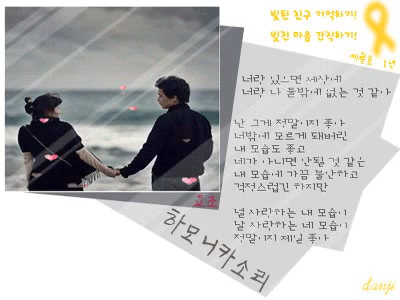 빛된 친구 기억하기!
빛진 마음 간직하기!
세월호 1년
너랑 있으면 세상에
너랑 나 둘밖에 없는 것 같아
난 그게 정말이지 좋아
너밖에 모르게 돼버린
내 모습도 좋고
네가 아니면 안될 것 같은
내 모습에 가끔 불안하고
걱정스럽긴 하지만
널 사랑하는 내 모습이
날 사랑하는 네 모습이
정말이지 제일 좋아
하모니카소리
danji